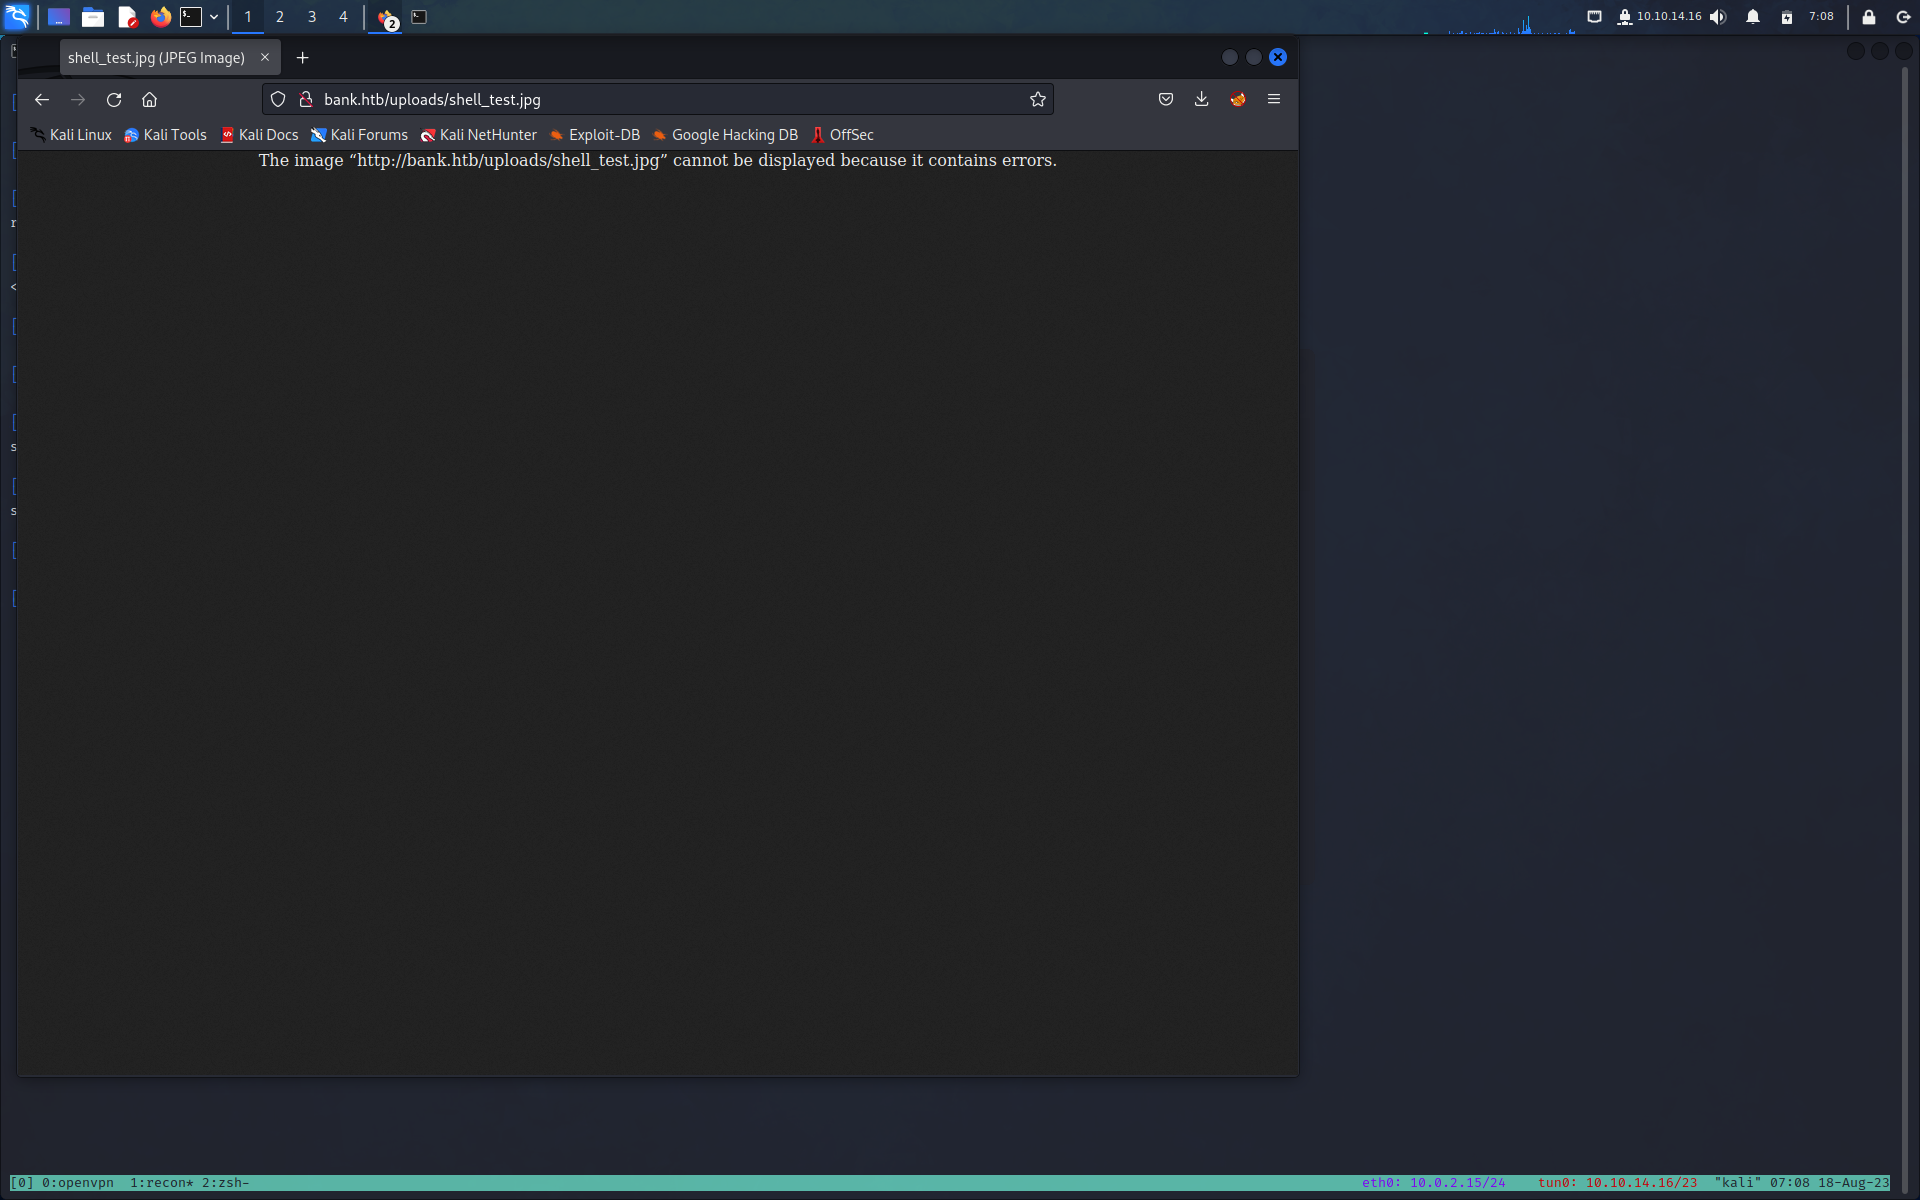 1 2 3 4 2 10.10.14.16 7:08
shell_test.jpg (JPEG Image)
bank.htb/uploads/shell_test.jpg
Kali Linux Kali Tools Kali Docs Kali Forums Kali NetHunter Exploit-DB Google Hacking DB OffSec
The image “http://bank.htb/uploads/shell_test.jpg” cannot be displayed because it contains errors.
[
[
[
r
[
<
[
[
[
s
[
s
[
[
[0] 0:openvpn 1:recon* 2:zsh- eth0: 10.0.2.15/24 tun0: 10.10.14.16/23 "kali" 07:08 18-Aug-23